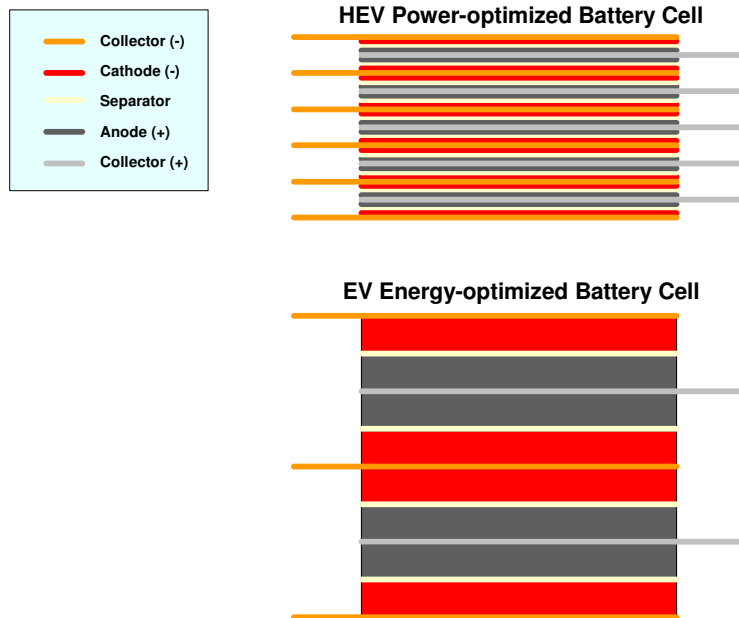 HEV Power-optimized Battery Cell
Collector (-)
Cathode (-)
Separator
Anode (+)
Collector (+)
EV Energy-optimized Battery Cell